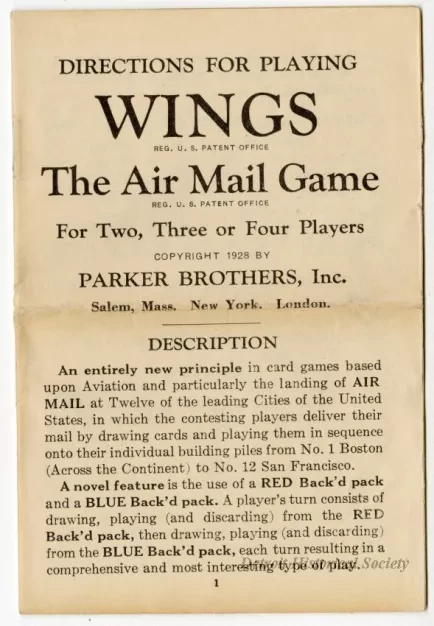 DIRECTIONS FOR PLAYING
WINGS
REG. U. S. PATENT OFFICE
The Air Mail Game
REG. U. S. PATENT OFFICE
For Two, Three or Four Players
COPYRIGHT 1928 BY
PARKER BROTHERS, Inc.
Salem, Mass. New York. London.
DESCRIPTION
An entirely new principle in card games based
upon Aviation and particularly the landing of AIR
MAIL at Twelve of the leading Cities of the United
States, in which the contesting players deliver their
mail by drawing cards and playing them in sequence
onto their individual building piles from No. 1 Boston
(Across the Continent) to No. 12 San Francisco.
A novel feature is the use of a RED Back'd pack
and a BLUE Back'd pack. A player's turn consists of
drawing, playing (and discarding) from the RED
Back'd pack, then drawing, playing (and discarding)
from the BLUE Back'd pack, each turn resulting in a
comprehensive and most interesting type of play.
Detroit Historical Society
1